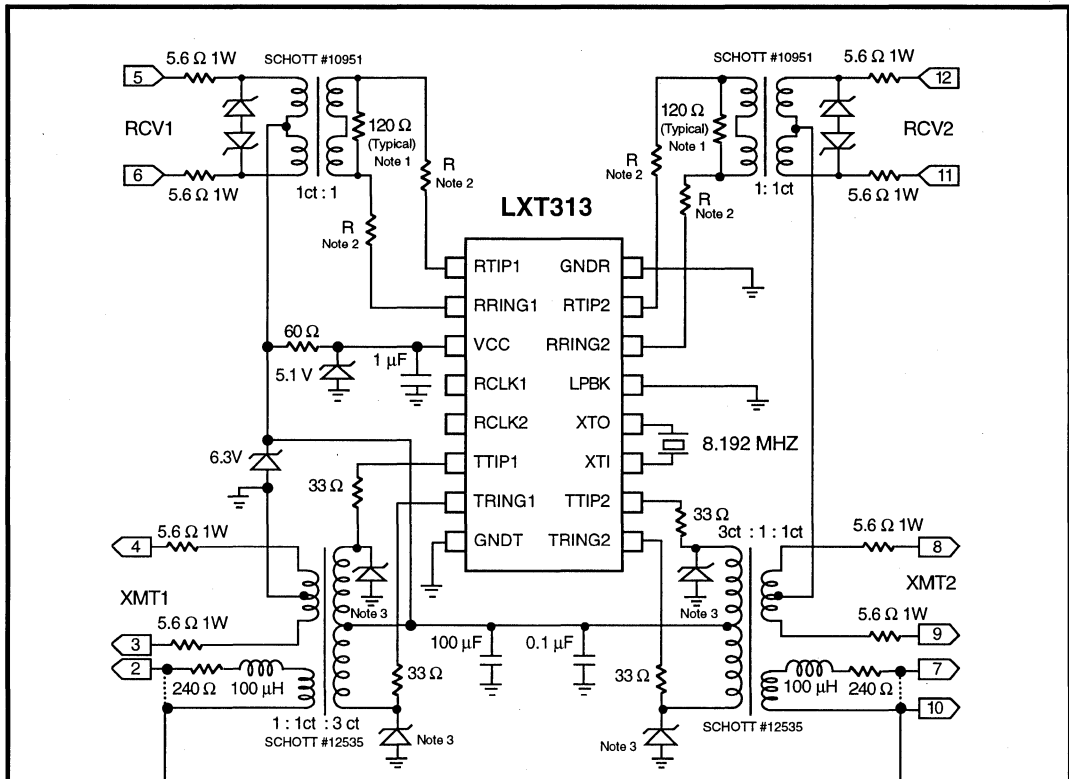 SCHOTT #10951
SCHOTT #10951
5.6 Ω 1W
5.6 Ω 1W
5
12
RCV1
120 Ω
(Typical)
Note 1
120 Ω
(Typical)
Note 1
RCV2
R
Note 2
R
Note 2
6
11
5.6 Ω 1W
1ct : 1
1: 1ct
5.6 Ω 1W
R
Note 2
R
Note 2
LXT313
RTIP1
GNDR
RRING1
RTIP2
60 Ω
VCC
RRING2
5.1 V
1 µF
RCLK1
LPBK
RCLK2
XTO
8.192 MHZ
6.3V
TTIP1
XTI
33 Ω
TRING1
TTIP2
33 Ω
5.6 Ω 1W
GNDT
TRING2
3ct : 1 : 1ct
5.6 Ω 1W
4
8
XMT1
XMT2
Note 3
Note 3
5.6 Ω 1W
5.6 Ω 1W
3
100 µF
0.1 µF
9
2
7
240 Ω
100 µH
33 Ω
33 Ω
100 µH
240 Ω
10
1 : 1ct : 3 ct
SCHOTT #12535
SCHOTT #12535
Note 3
Note 3